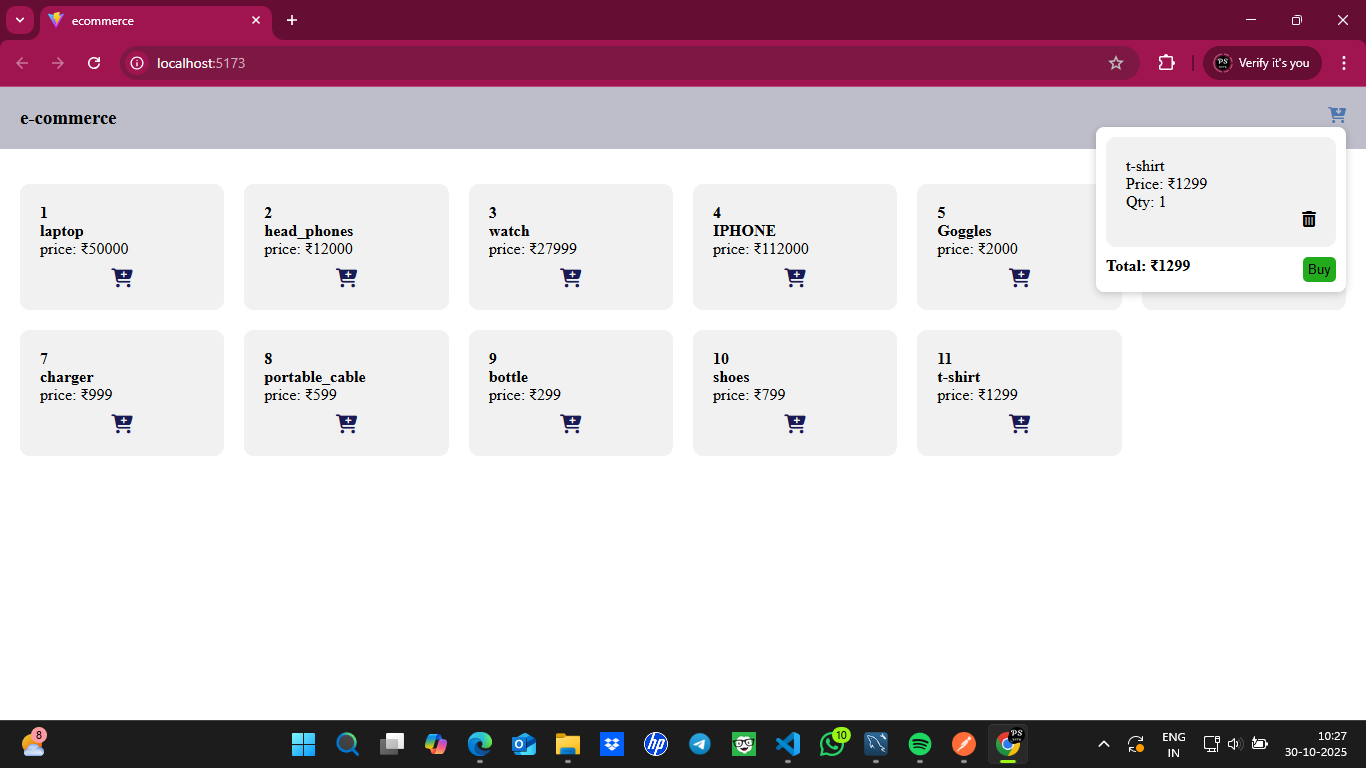 ecommerce
localhost:5173
Verify it's you
e-commerce
t-shirt
Price: ₹1299
Qty: 1
Total: ₹1299
Buy
1
laptop
price: ₹50000
2
head_phones
price: ₹12000
3
watch
price: ₹27999
4
IPHONE
price: ₹112000
5
Goggles
price: ₹2000
7
charger
price: ₹999
8
portable_cable
price: ₹599
9
bottle
price: ₹299
10
shoes
price: ₹799
11
t-shirt
price: ₹1299
8
10
ENG
IN
10:27
30-10-2025